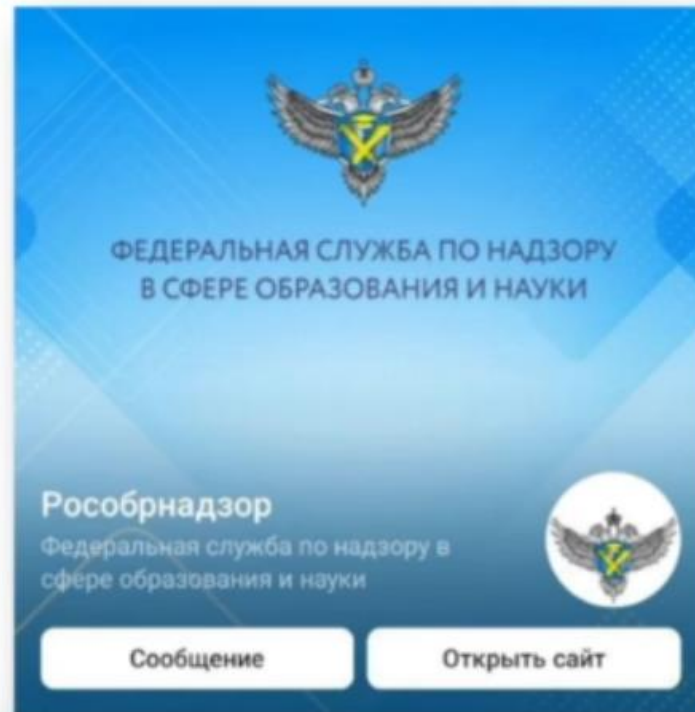 ФЕДЕРАЛЬНАЯ СЛУЖБА ПО НАДЗОРУ
В СФЕРЕ ОБРАЗОВАНИЯ И НАУКИ
Рособрнадзор
Федеральная служба по надзору в
сфере образования и науки
Сообщение
Открыть сайт